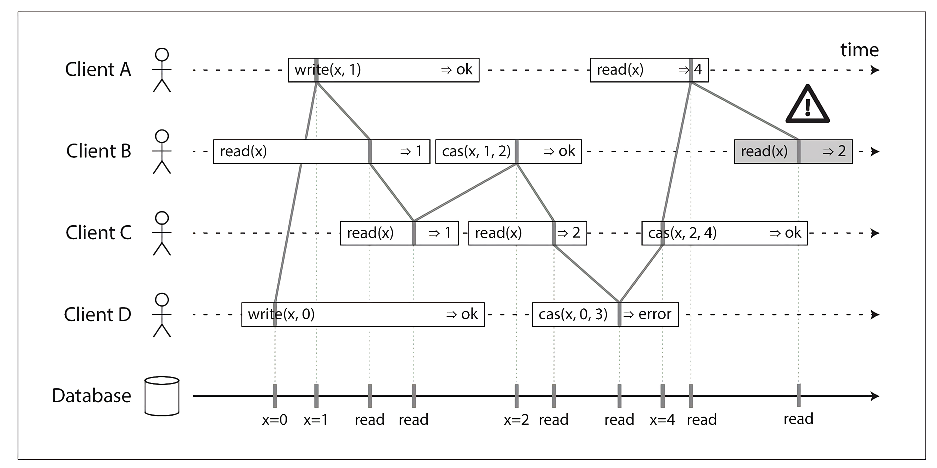 time
Client A write(x, 1) ⇒ ok read(x) ⇒ 4
Client B read(x) ⇒ 1 cas(x, 1, 2) ⇒ ok read(x) ⇒ 2
Client C read(x) ⇒ 1 read(x) ⇒ 2 cas(x, 2, 4) ⇒ ok
Client D write(x, 0) ⇒ ok cas(x, 0, 3) ⇒ error
Database
x=0 x=1 read read x=2 read read x=4 read read